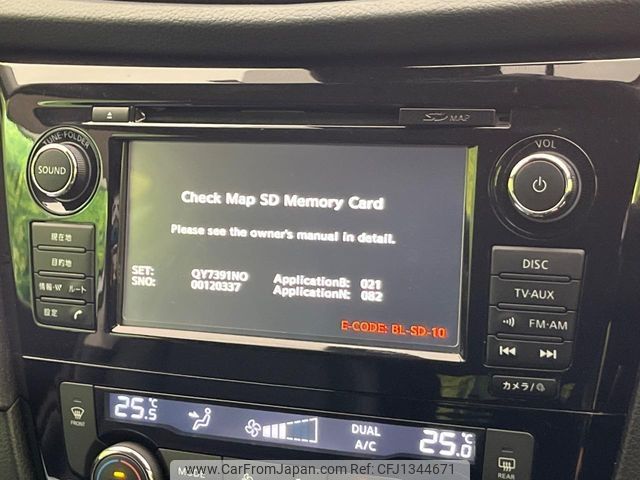 SD MAP
TUNE·FOLDER
SOUND
VOL
現在地
目的地
情報・VI ルート
設定
Check Map SD Memory Card
Please see the owner's manual in detail.
SET: QY7391NO ApplicationB: 021
SNO: 00120337 ApplicationN: 082
E-CODE: BL-SD-10
DISC
TV·AUX
FM·AM
カメラ/
25.5°C
DUAL
A/C
25.0°C
FRONT
REAR
MODE
www.CarFromJapan.com Ref ID: CFJ1344671